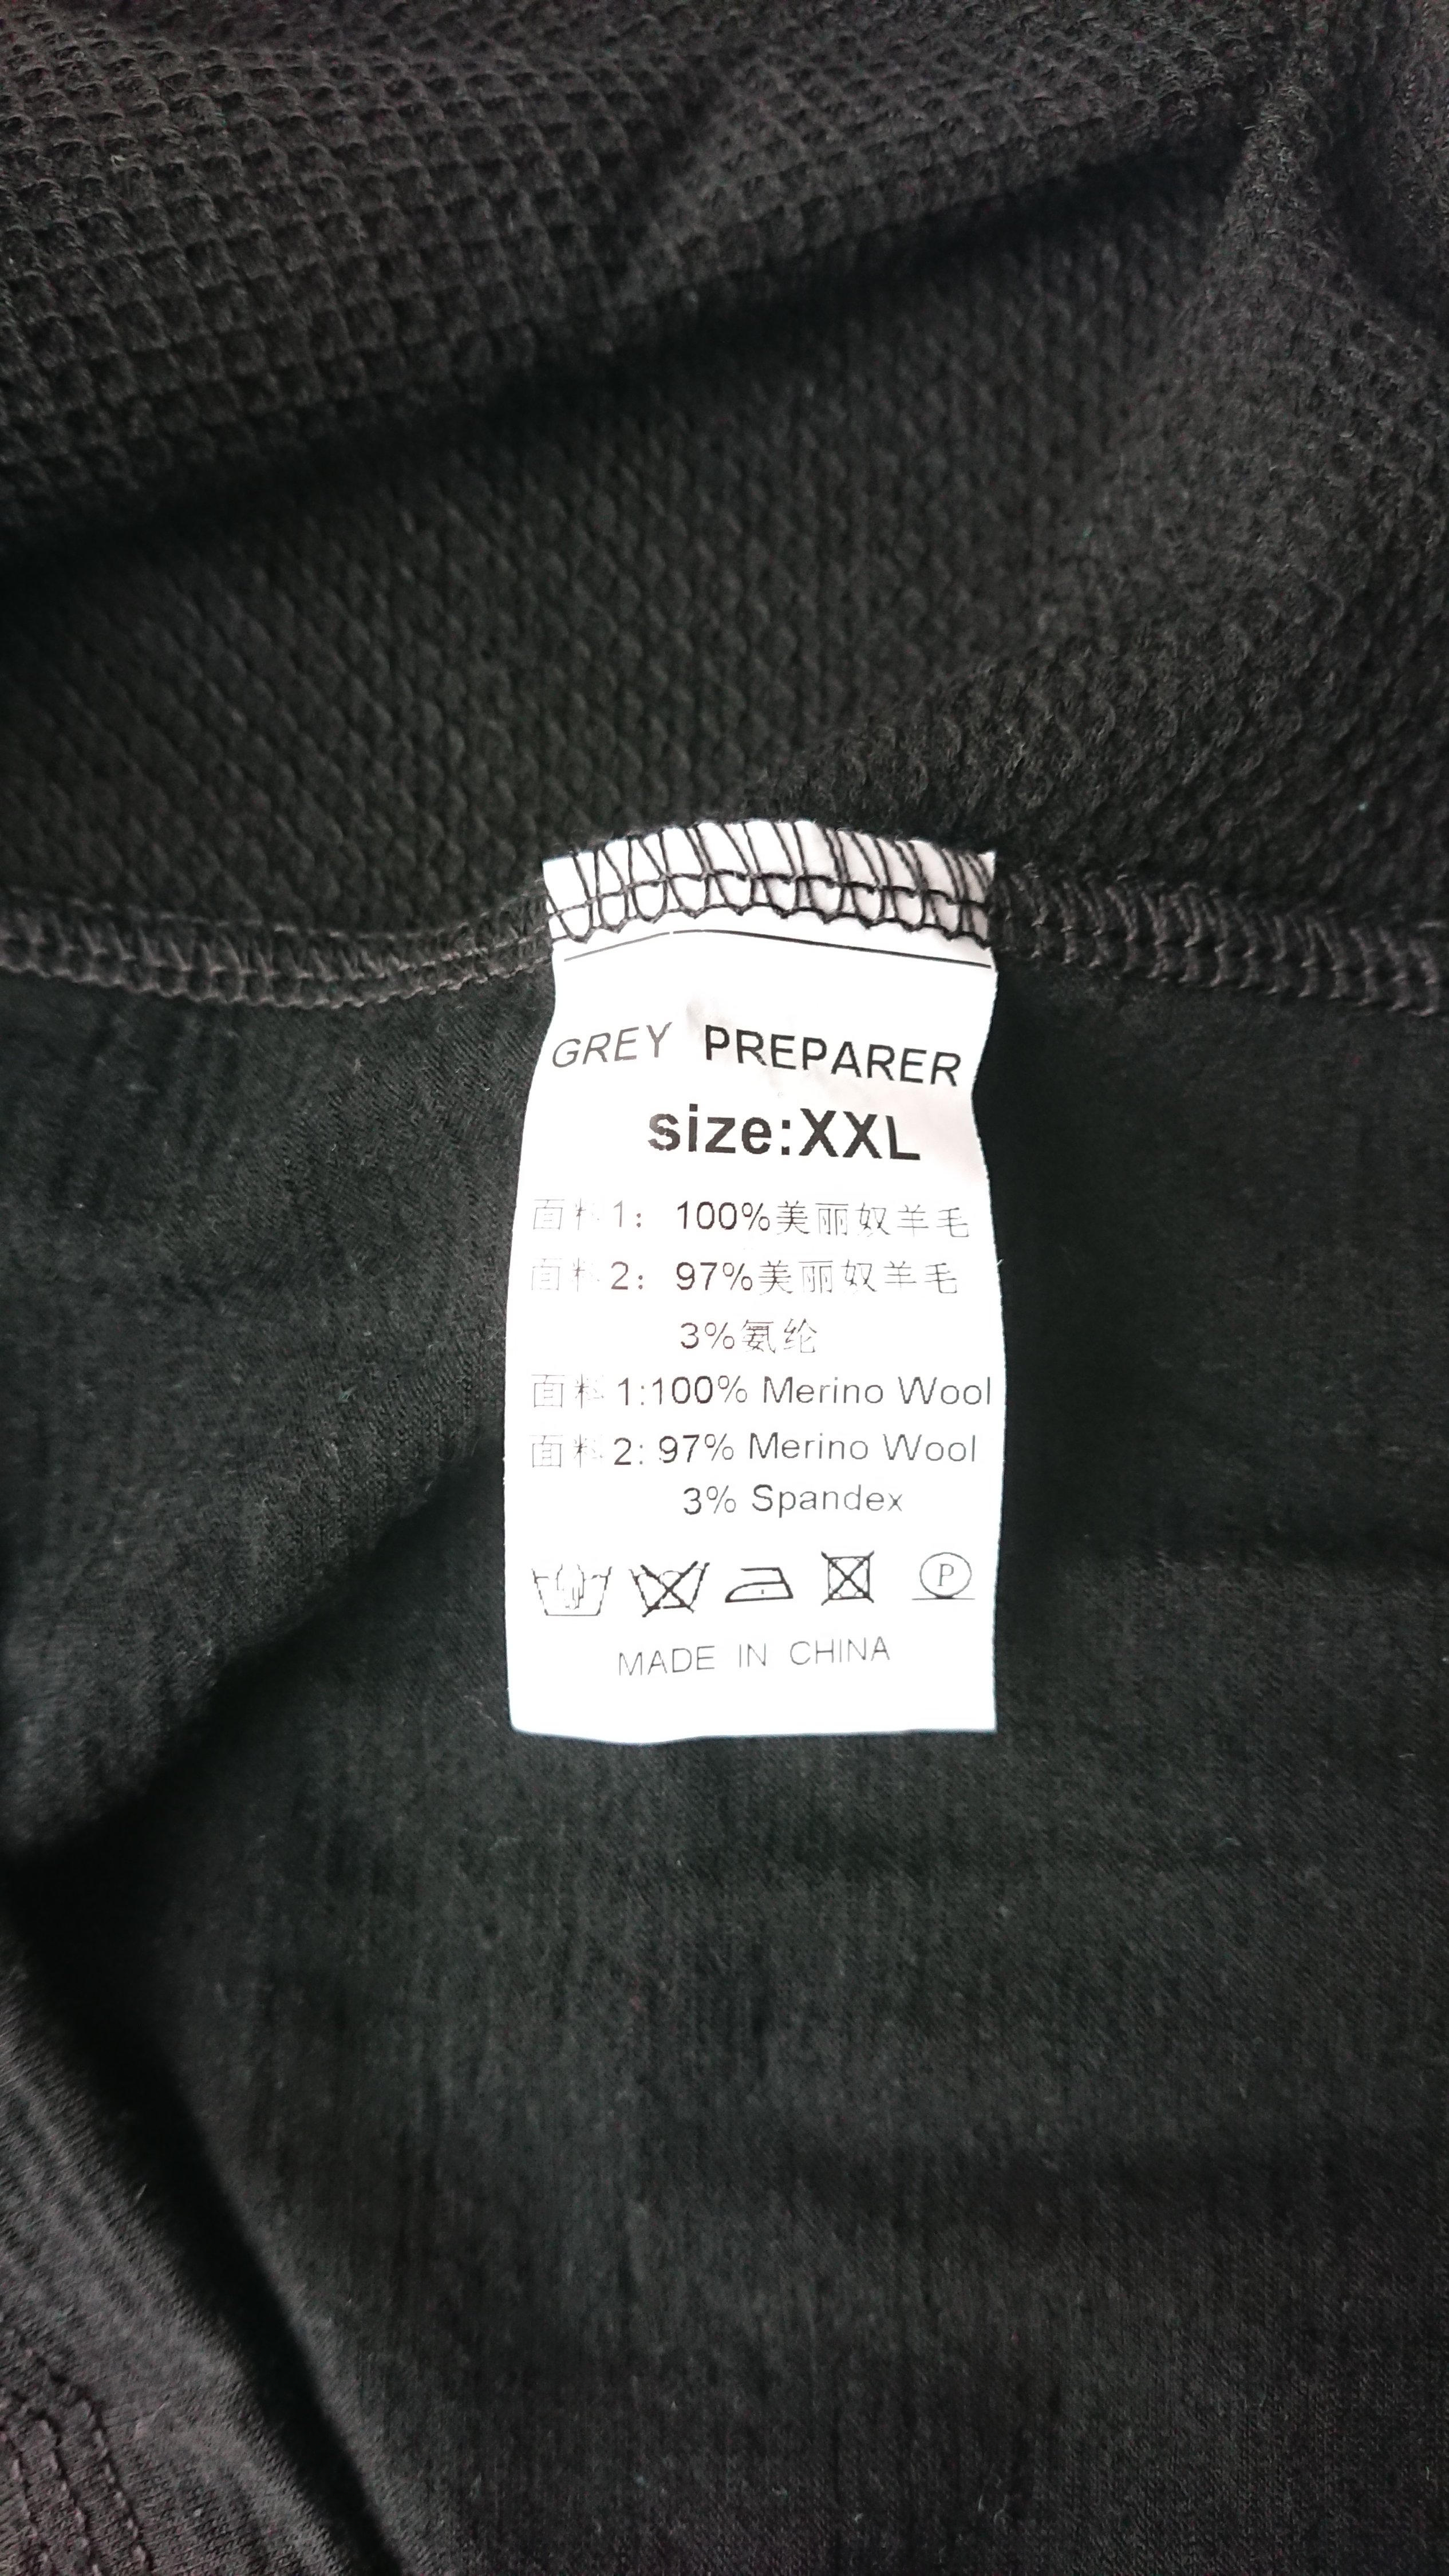 GREY PREPARER
size:XXL
面料1: 100%美丽奴羊毛
面料2: 97%美丽奴羊毛
3%氨纶
面料1:100% Merino Wool
面料2: 97% Merino Wool
3% Spandex
P
MADE IN CHINA